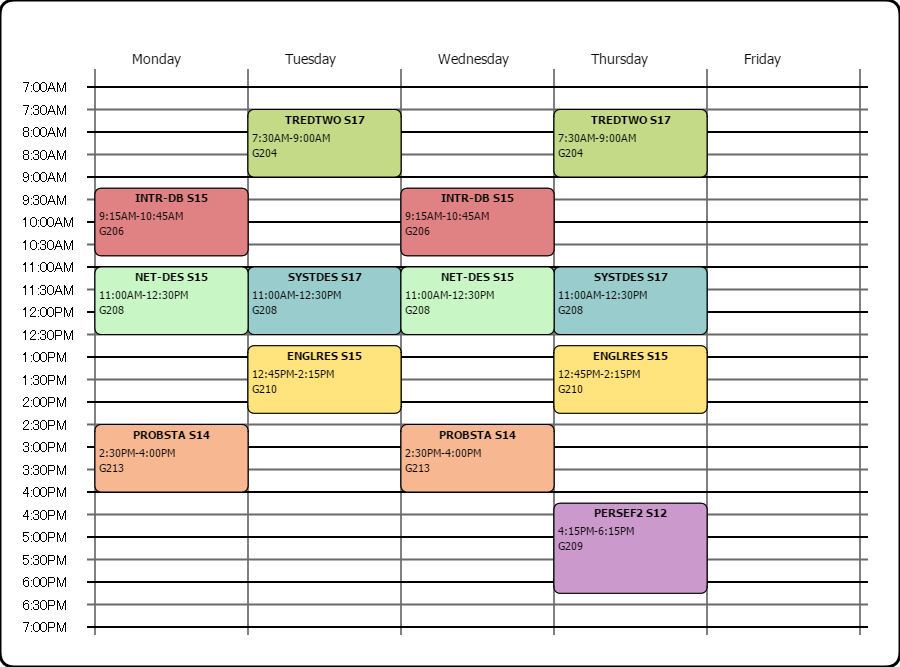 Monday Tuesday Wednesday Thursday Friday
7:00AM
7:30AM
8:00AM
8:30AM
9:00AM
9:30AM
10:00AM
10:30AM
11:00AM
11:30AM
12:00PM
12:30PM
1:00PM
1:30PM
2:00PM
2:30PM
3:00PM
3:30PM
4:00PM
4:30PM
5:00PM
5:30PM
6:00PM
6:30PM
7:00PM
INTR-DB S15
9:15AM-10:45AM
G206
NET-DES S15
11:00AM-12:30PM
G208
PROBSTA S14
2:30PM-4:00PM
G213
TREDTWO S17
7:30AM-9:00AM
G204
SYSTDES S17
11:00AM-12:30PM
G208
ENGLRES S15
12:45PM-2:15PM
G210
INTR-DB S15
9:15AM-10:45AM
G206
NET-DES S15
11:00AM-12:30PM
G208
PROBSTA S14
2:30PM-4:00PM
G213
TREDTWO S17
7:30AM-9:00AM
G204
SYSTDES S17
11:00AM-12:30PM
G208
ENGLRES S15
12:45PM-2:15PM
G210
PERSEF2 S12
4:15PM-6:15PM
G209